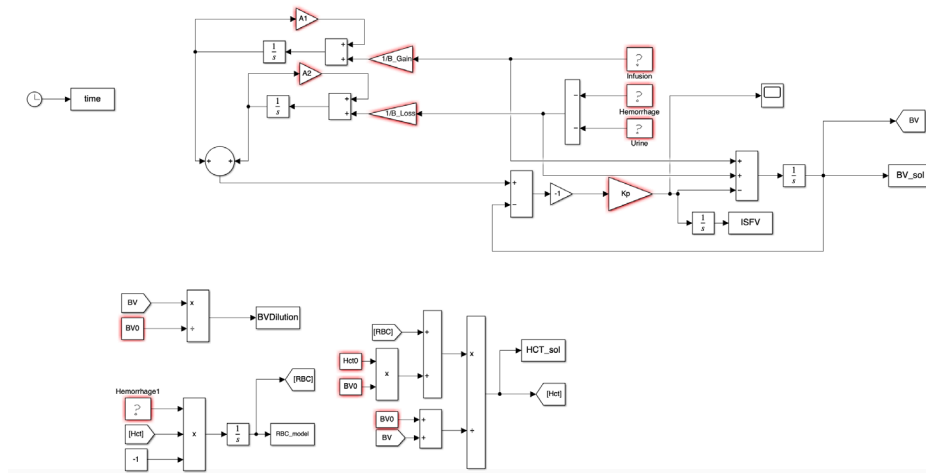 A1
1
s
+
+
1/B_Gain
?
Infusion
A2
time
1
s
+
+
1/B_Loss
−
−
?
Hemorrhage
?
Urine
BV
+
+
+
−
-1
Kp
+
+
−
1
s
BV_sol
1
s
ISFV
BV
BV0
x
÷
BVDilution
[RBC]
Hct0
BV0
x
+
+
x
÷
HCT_sol
[Hct]
BV0
BV
+
+
Hemorrhage1
?
[Hct]
-1
x
1
s
[RBC]
RBC_model